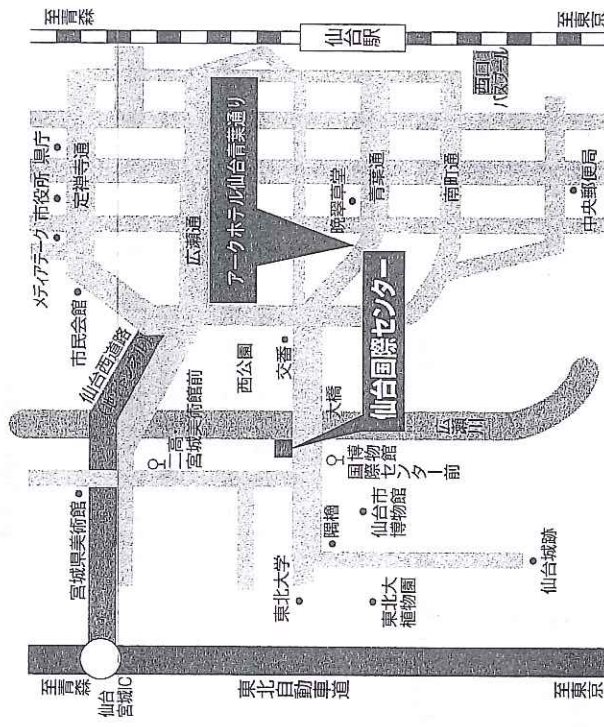 至青森
至東京
仙台駅
西口
バスプール
県庁
市役所
メディアテーク
定禅寺通
広瀬通
アークホテル仙台青葉通り
晩翠草堂
青葉通
南町通
中央郵便局
市民会館
仙台西道路
西公園
交番
大橋
仙台国際センター
広瀬川
二高
宮城美術館前
博物館
国際センター前
宮城県美術館
隅櫓
仙台市
博物館
東北大学
東北大
植物園
仙台城跡
至青森
仙台
宮城IC
東北自動車道
至東京